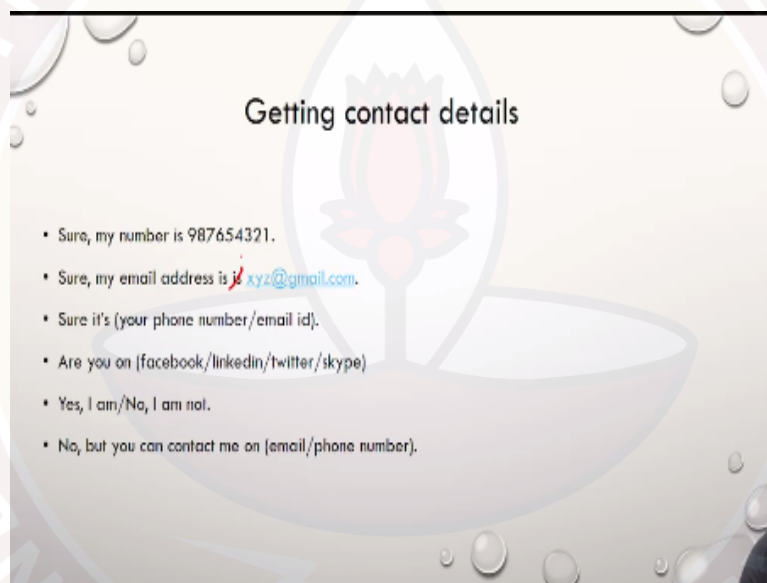 Getting contact details
• Sure, my number is 987654321.
• Sure, my email address is is xyz@gmail.com.
• Sure it's (your phone number/email id).
• Are you on (facebook/linkedin/twitter/skype)
• Yes, I am/No, I am not.
• No, but you can contact me on (email/phone number).